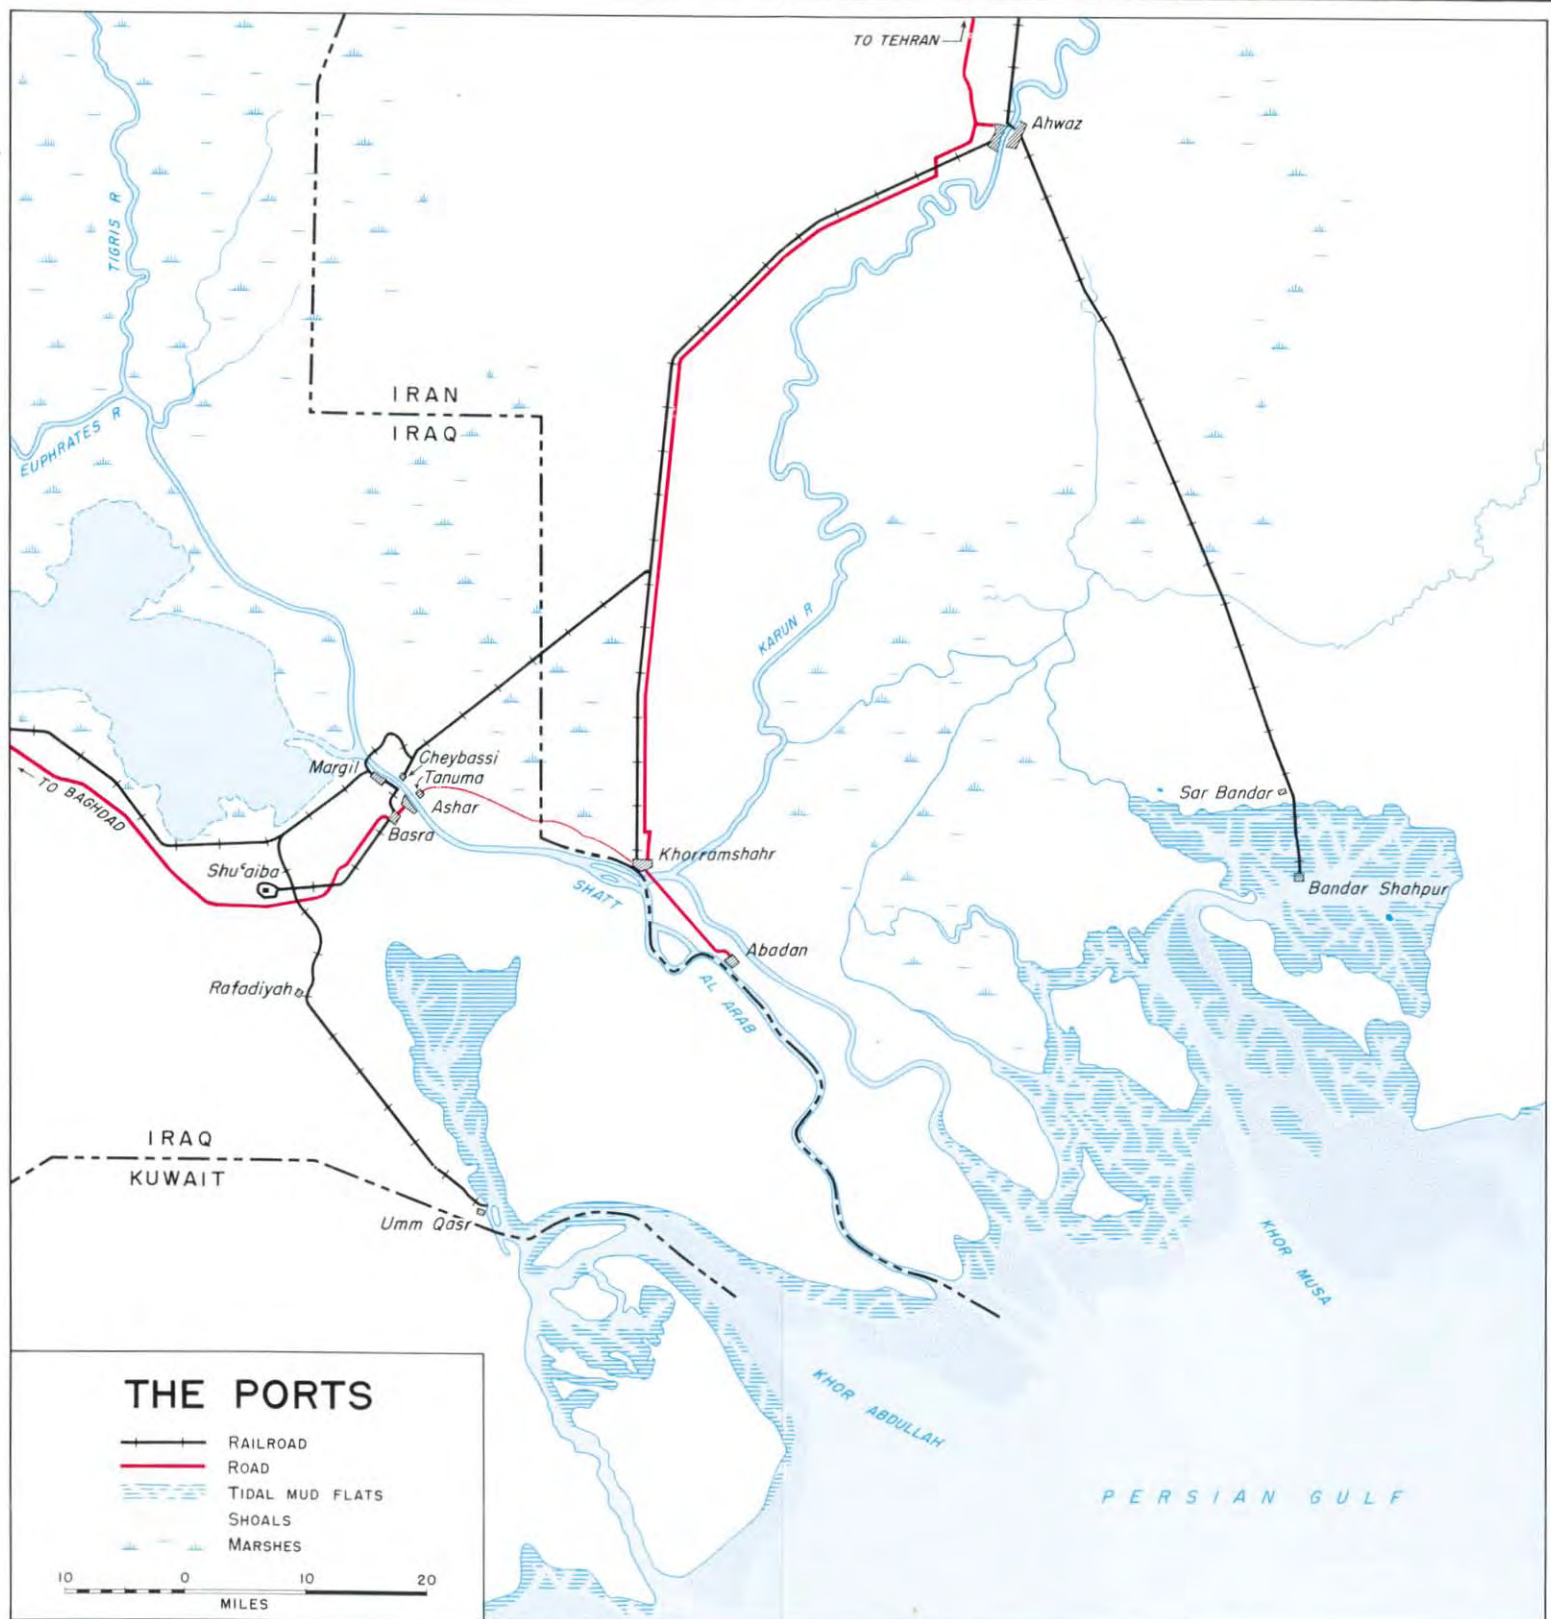 TO TEHRAN
Ahwaz
TIGRIS R
IRAN
IRAQ
EUPHRATES R
KARUN R
Cheybassi
Margil
Tanuma
Ashar
TO BAGHDAD
Basra
Sar Bandar
Khorramshahr
Shuʿaiba
Bandar Shahpur
SHATT
Abadan
AL ARAB
Rafadiyah
IRAQ
KUWAIT
Umm Qasr
KHOR MUSA
KHOR ABDULLAH
PERSIAN GULF
THE PORTS
RAILROAD
ROAD
TIDAL MUD FLATS
SHOALS
MARSHES
10 0 10 20
MILES